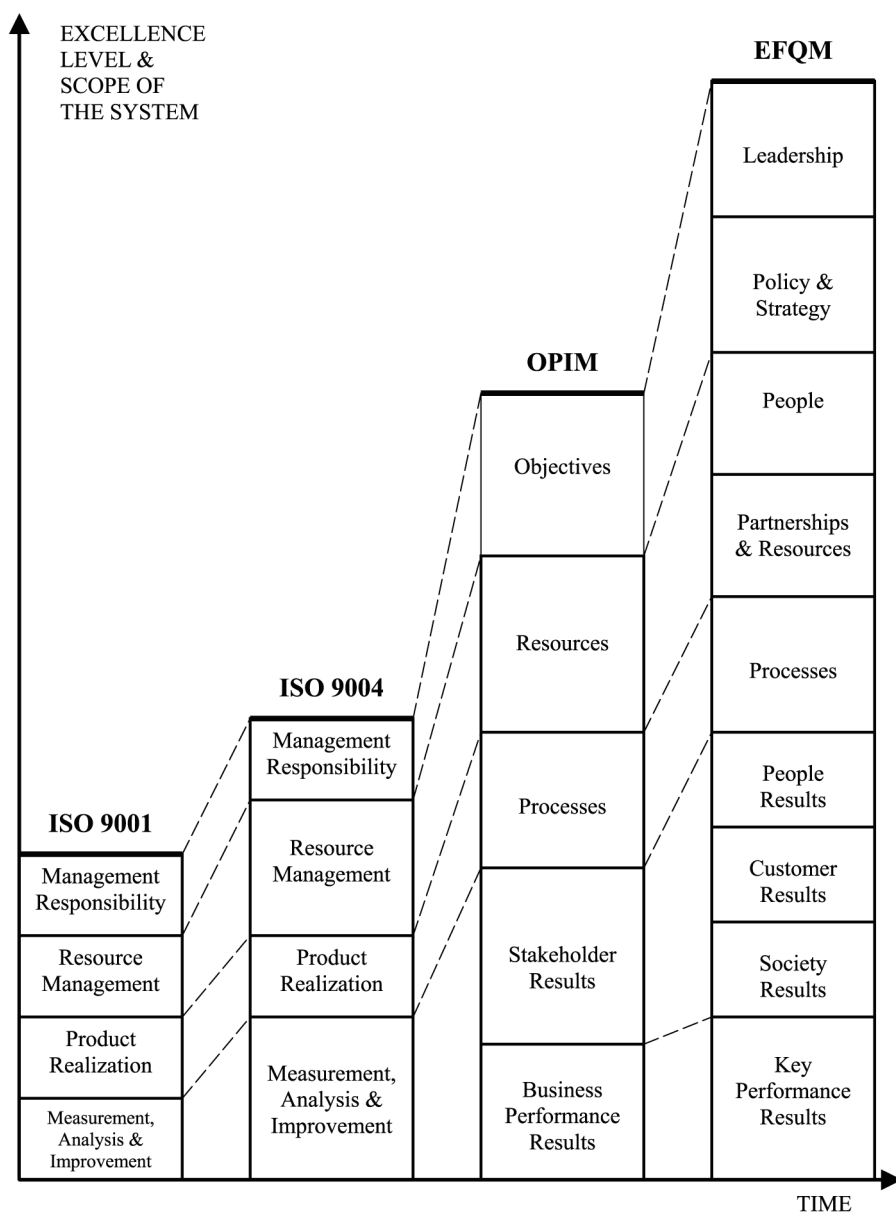 EXCELLENCE
LEVEL &
SCOPE OF
THE SYSTEM
ISO 9001
Management
Responsibility
Resource
Management
Product
Realization
Measurement,
Analysis &
Improvement
ISO 9004
Management
Responsibility
Resource
Management
Product
Realization
Measurement,
Analysis &
Improvement
OPIM
Objectives
Resources
Processes
Stakeholder
Results
Business
Performance
Results
EFQM
Leadership
Policy &
Strategy
People
Partnerships
& Resources
Processes
People
Results
Customer
Results
Society
Results
Key
Performance
Results
TIME